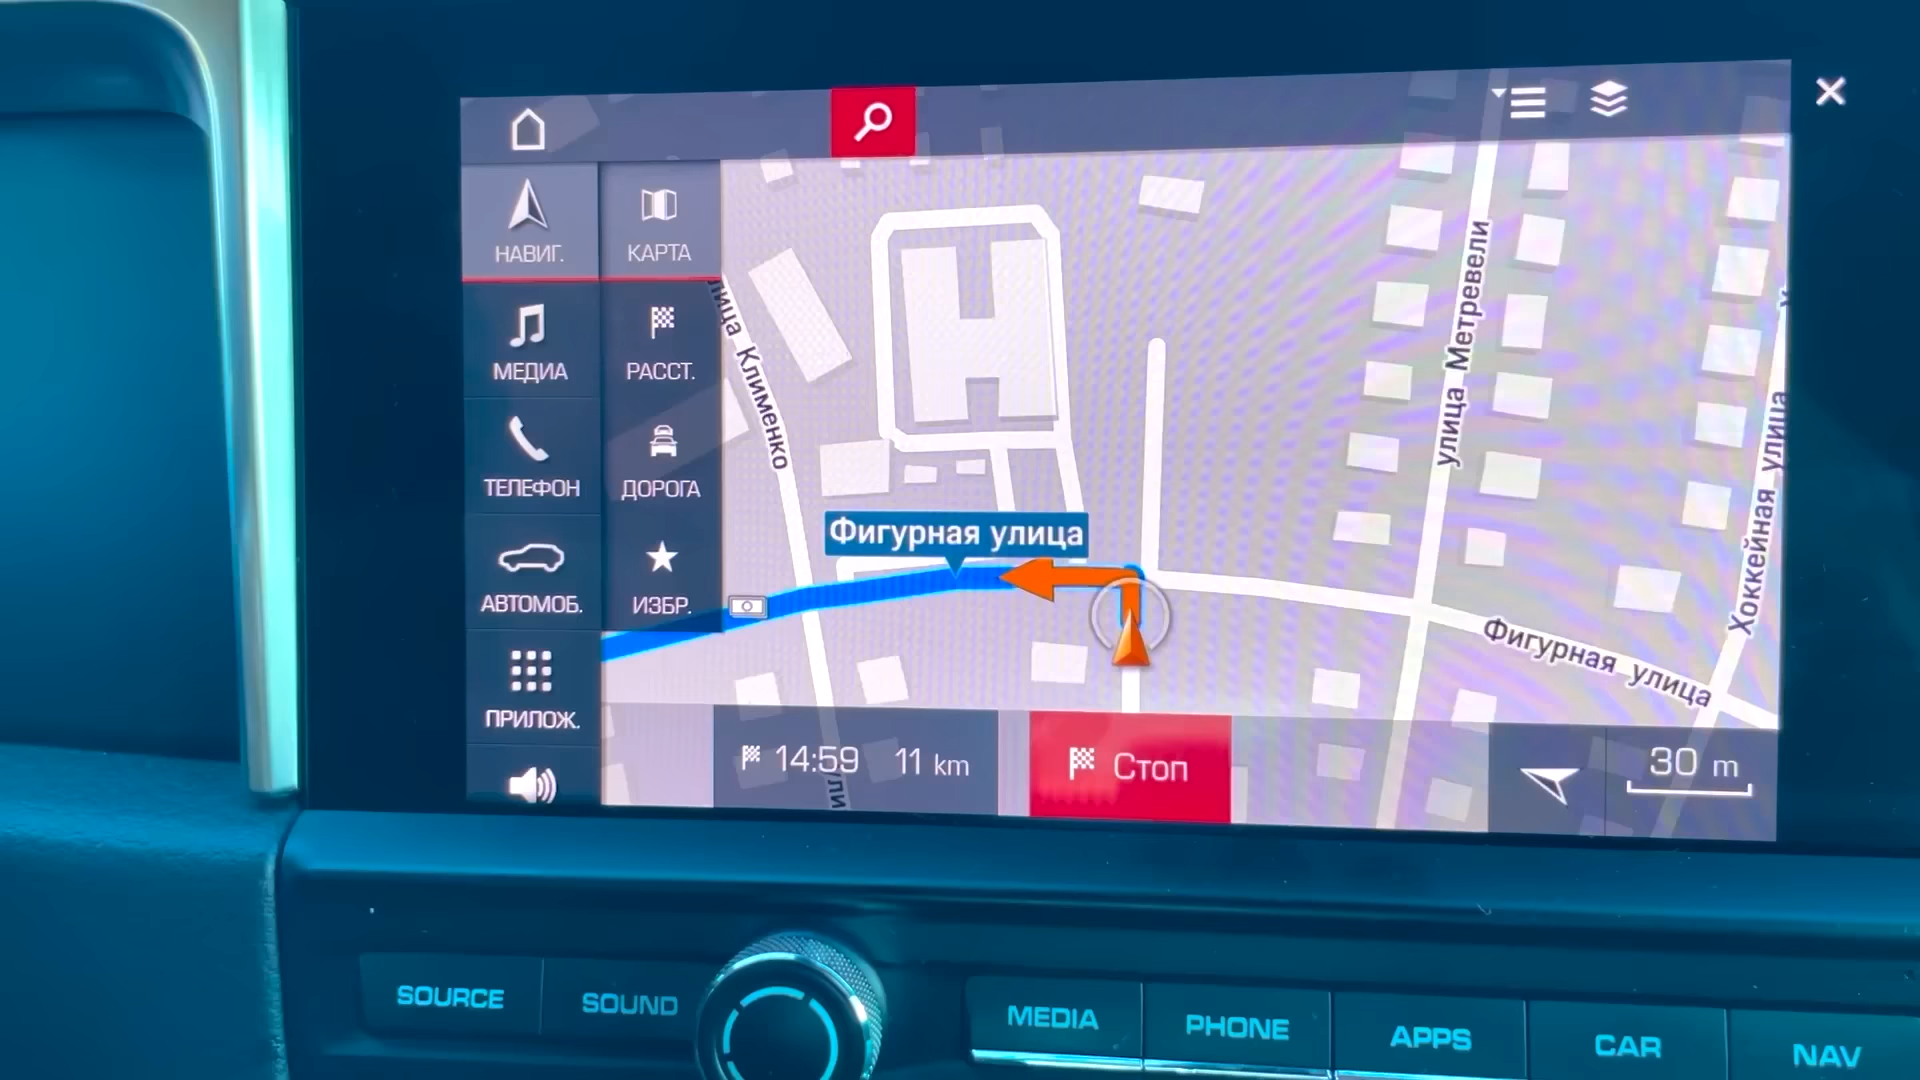 НАВИГ.
КАРТА
МЕДИА
РАССТ.
ТЕЛЕФОН
ДОРОГА
АВТОМОБ.
ИЗБР.
ПРИЛОЖ.
лица Клименко
улица Метревели
Хоккейная улица
Фигурная улица
Фигурная улица
14:59 11 km
Стоп
30 m
SOURCE
SOUND
MEDIA
PHONE
APPS
CAR
NAV